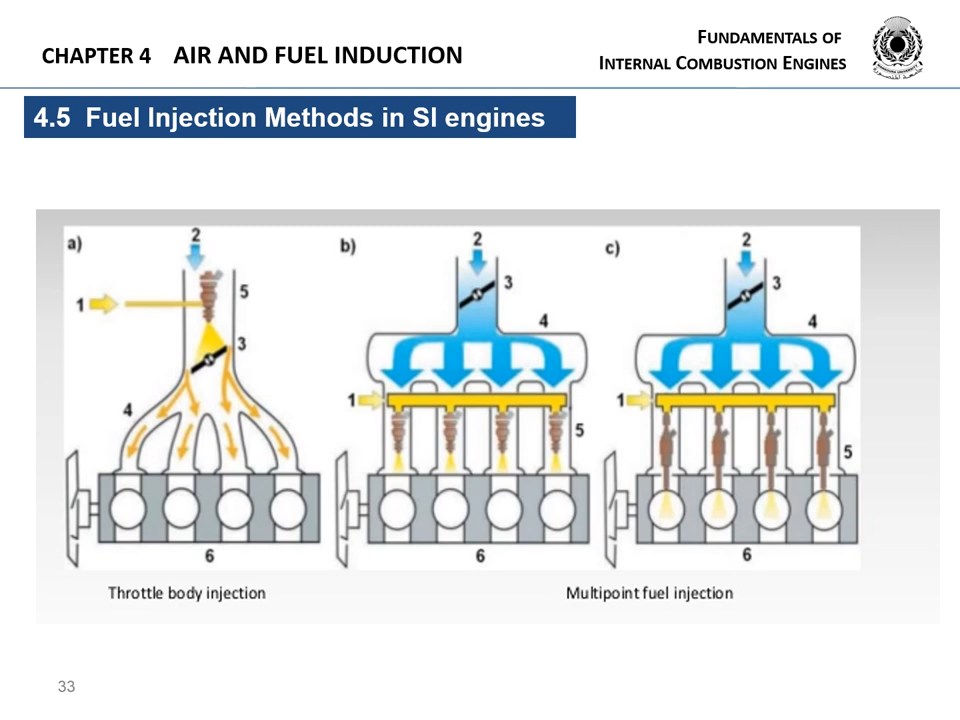 CHAPTER 4 AIR AND FUEL INDUCTION
FUNDAMENTALS OF
INTERNAL COMBUSTION ENGINES
4.5 Fuel Injection Methods in SI engines
a)
2
1
5
3
4
6
b)
2
3
4
1
5
6
c)
2
3
4
1
5
6
Throttle body injection
Multipoint fuel injection
33